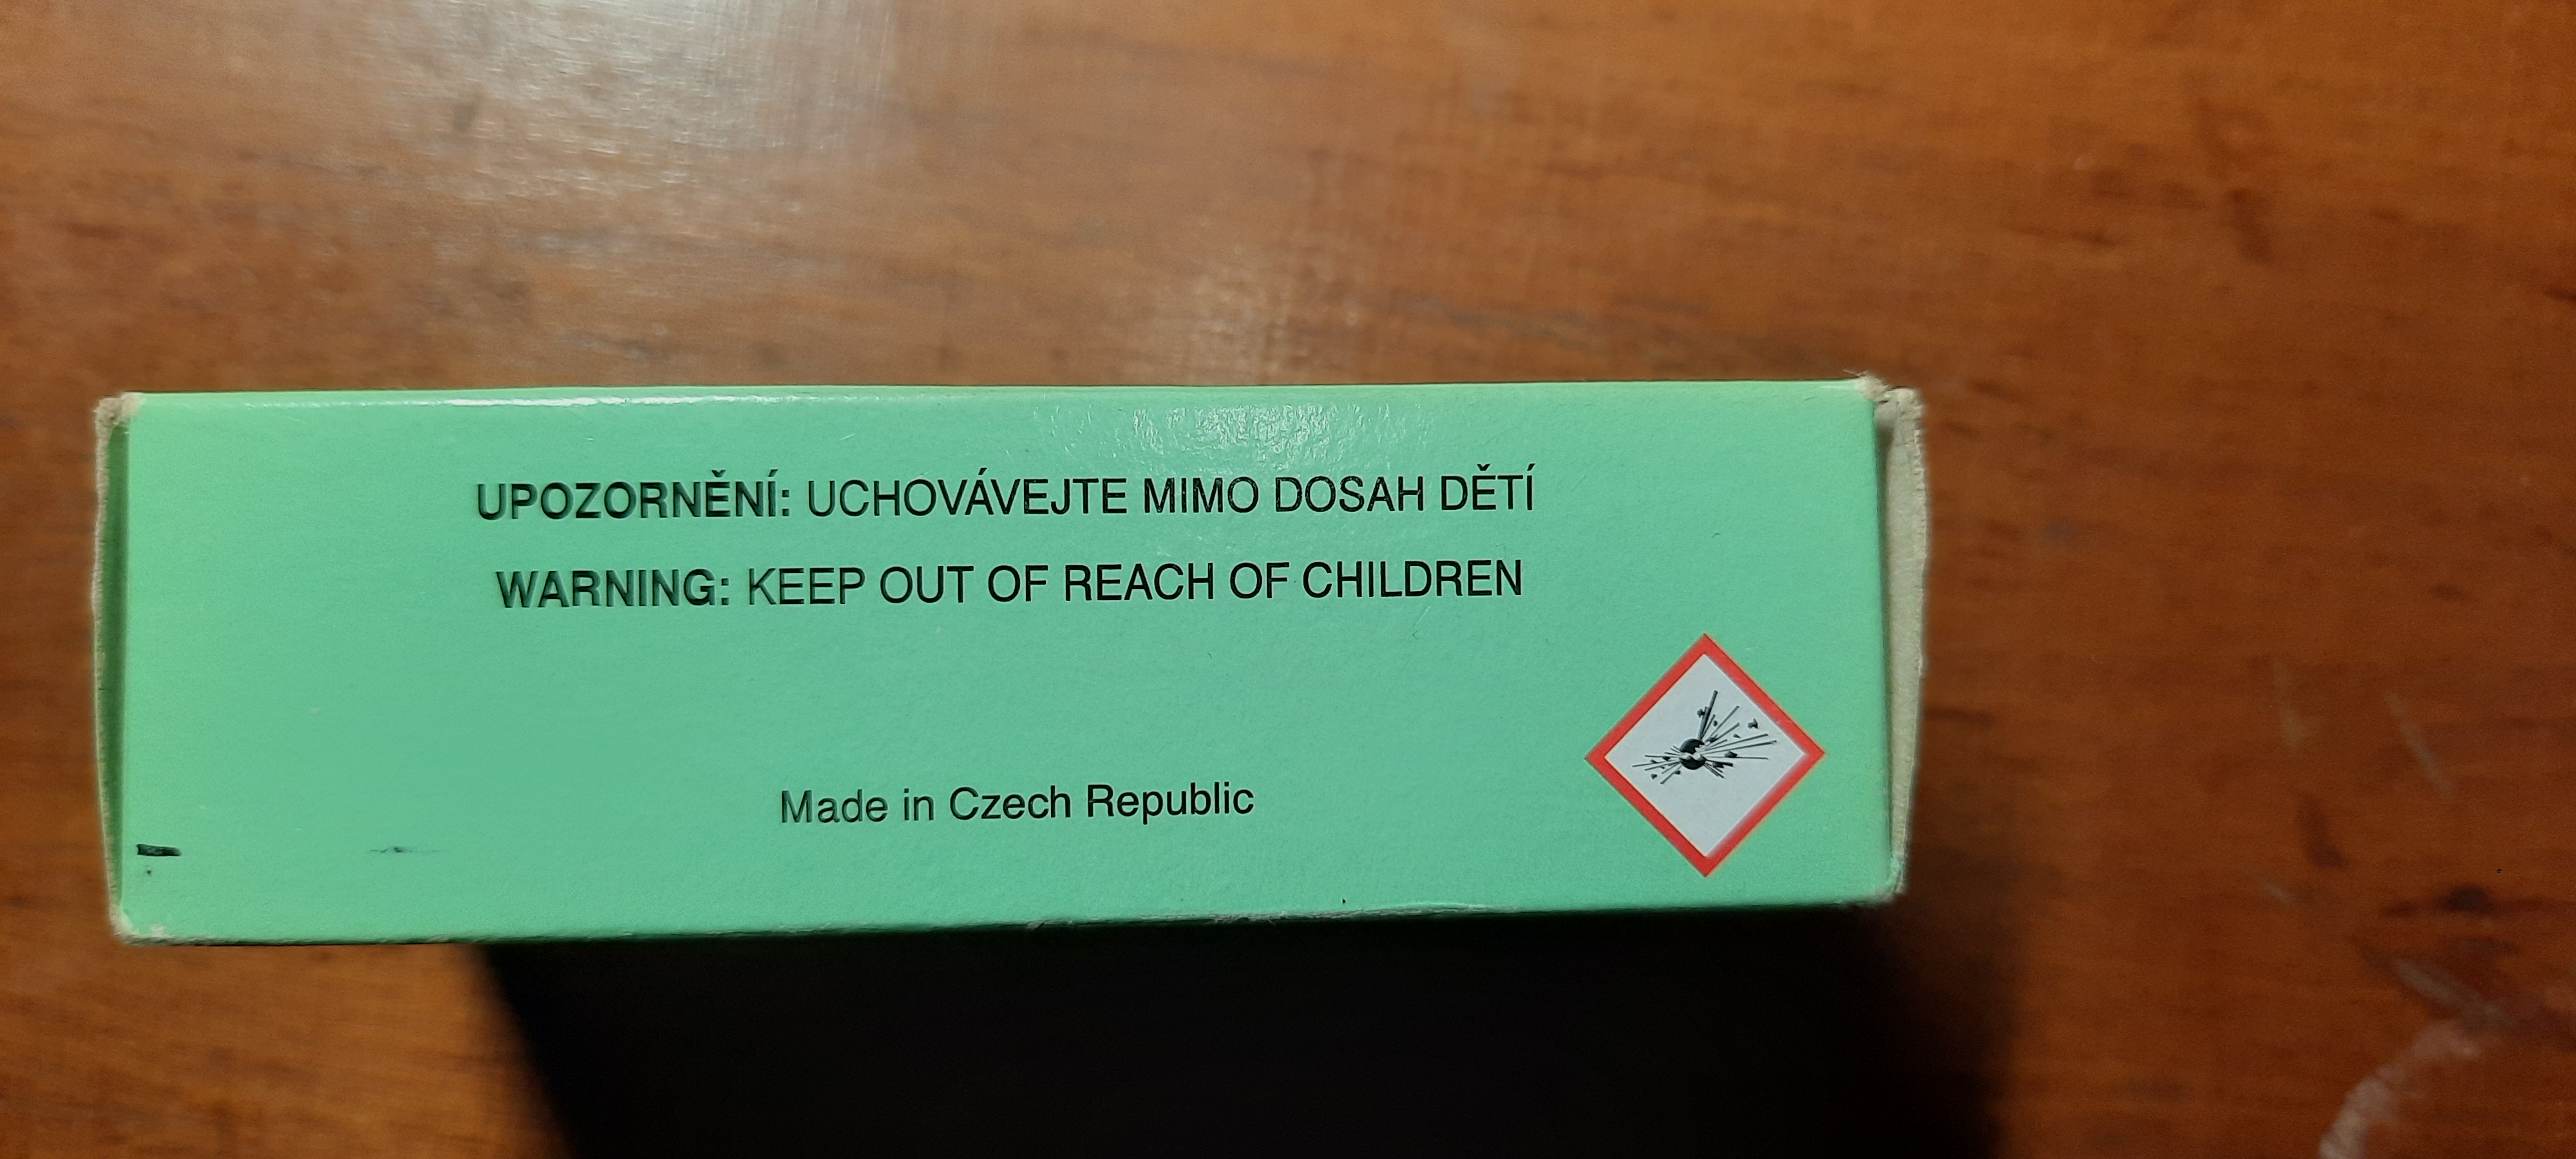 UPOZORNĚNÍ: UCHOVÁVEJTE MIMO DOSAH DĚTÍ
WARNING: KEEP OUT OF REACH OF CHILDREN
Made in Czech Republic